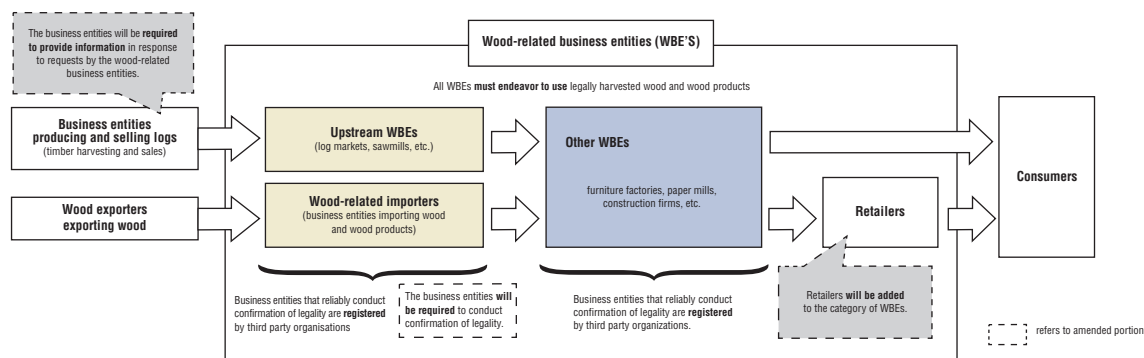 The business entities will be required
to provide information in response
to requests by the wood-related
business entities.
Wood-related business entities (WBE'S)
All WBEs must endeavor to use legally harvested wood and wood products
Business entities
producing and selling logs
(timber harvesting and sales)
Upstream WBEs
(log markets, sawmills, etc.)
Other WBEs
furniture factories, paper mills,
construction firms, etc.
Consumers
Wood exporters
exporting wood
Wood-related importers
(business entities importing wood
and wood products)
Retailers
Business entities that reliably conduct
confirmation of legality are registered
by third party organisations
The business entities will
be required to conduct
confirmation of legality.
Business entities that reliably conduct
confirmation of legality are registered
by third party organizations.
Retailers will be added
to the category of WBEs.
refers to amended portion